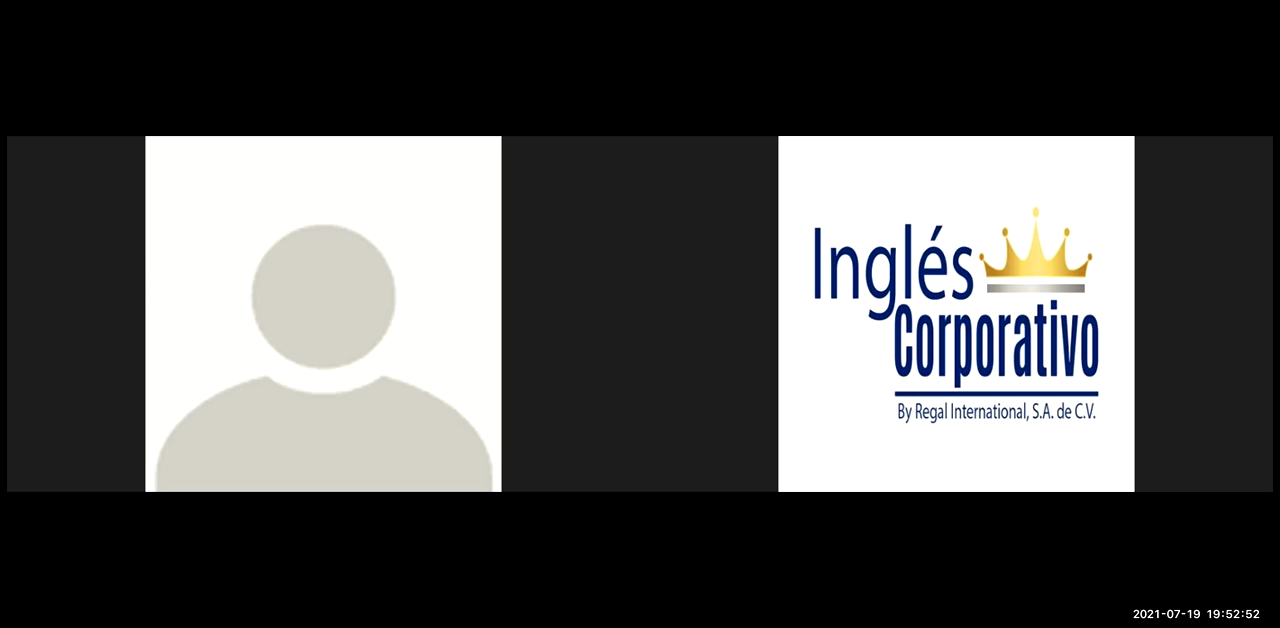 Inglés
Corporativo
By Regal International, S.A. de C.V.
2021-07-19 19:52:52